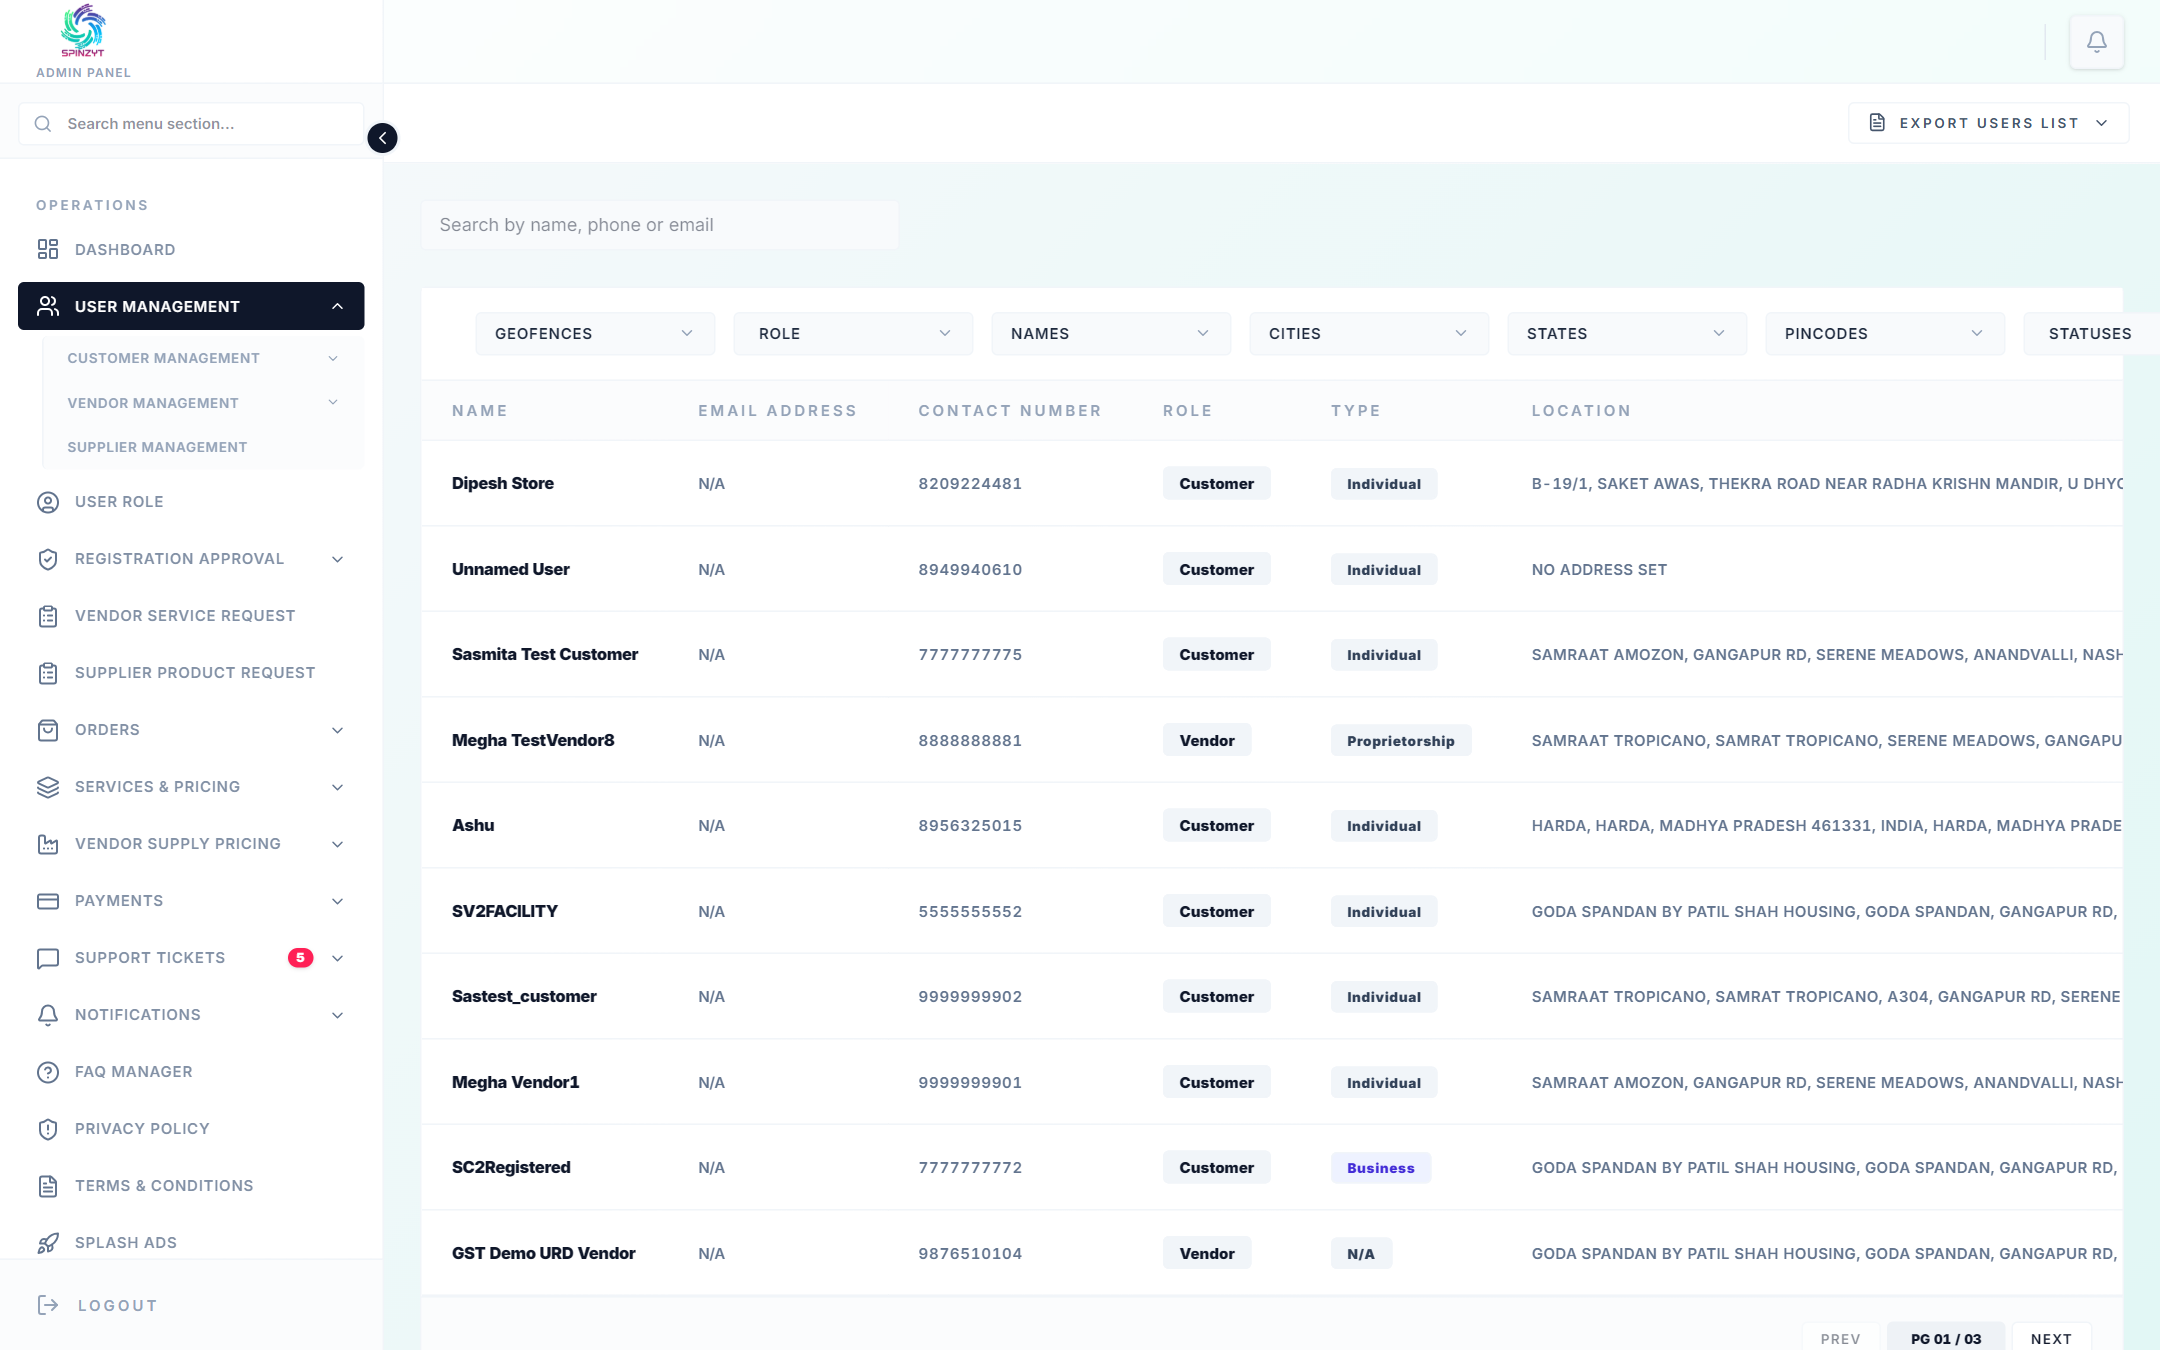 SPINZYT
ADMIN PANEL
Search menu section...
EXPORT USERS LIST
OPERATIONS
DASHBOARD
USER MANAGEMENT
CUSTOMER MANAGEMENT
VENDOR MANAGEMENT
SUPPLIER MANAGEMENT
USER ROLE
REGISTRATION APPROVAL
VENDOR SERVICE REQUEST
SUPPLIER PRODUCT REQUEST
ORDERS
SERVICES & PRICING
VENDOR SUPPLY PRICING
PAYMENTS
SUPPORT TICKETS 5
NOTIFICATIONS
FAQ MANAGER
PRIVACY POLICY
TERMS & CONDITIONS
SPLASH ADS
LOGOUT
Search by name, phone or email
GEOFENCES ROLE NAMES CITIES STATES PINCODES STATUSES
NAME EMAIL ADDRESS CONTACT NUMBER ROLE TYPE LOCATION
Dipesh Store N/A 8209224481 Customer Individual B-19/1, SAKET AWAS, THEKRA ROAD NEAR RADHA KRISHN MANDIR, U DHYO
Unnamed User N/A 8949940610 Customer Individual NO ADDRESS SET
Sasmita Test Customer N/A 7777777775 Customer Individual SAMRAAT AMOZON, GANGAPUR RD, SERENE MEADOWS, ANANDVALLI, NASH
Megha TestVendor8 N/A 8888888881 Vendor Proprietorship SAMRAAT TROPICANO, SAMRAT TROPICANO, SERENE MEADOWS, GANGAPU
Ashu N/A 8956325015 Customer Individual HARDA, HARDA, MADHYA PRADESH 461331, INDIA, HARDA, MADHYA PRADE
SV2FACILITY N/A 5555555552 Customer Individual GODA SPANDAN BY PATIL SHAH HOUSING, GODA SPANDAN, GANGAPUR RD,
Sastest_customer N/A 9999999902 Customer Individual SAMRAAT TROPICANO, SAMRAT TROPICANO, A304, GANGAPUR RD, SERENE
Megha Vendor1 N/A 9999999901 Customer Individual SAMRAAT AMOZON, GANGAPUR RD, SERENE MEADOWS, ANANDVALLI, NASH
SC2Registered N/A 7777777772 Customer Business GODA SPANDAN BY PATIL SHAH HOUSING, GODA SPANDAN, GANGAPUR RD,
GST Demo URD Vendor N/A 9876510104 Vendor N/A GODA SPANDAN BY PATIL SHAH HOUSING, GODA SPANDAN, GANGAPUR RD,
PREV PG 01 / 03 NEXT